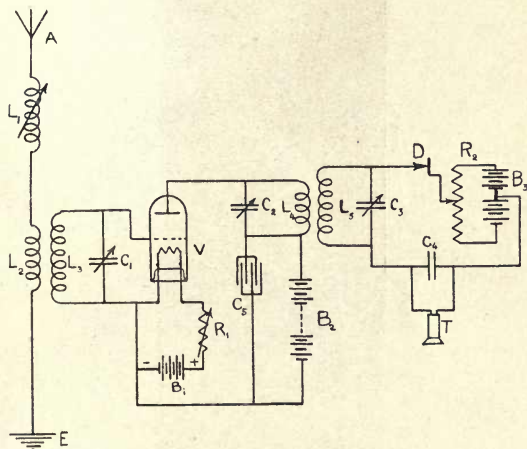 A
L₁
D
R₂
B₃
C₂
L₄
L₅
C₃
L₂
L₃
C₁
V
C₄
C₅
B₂
R₁
T
- +
B₁
E